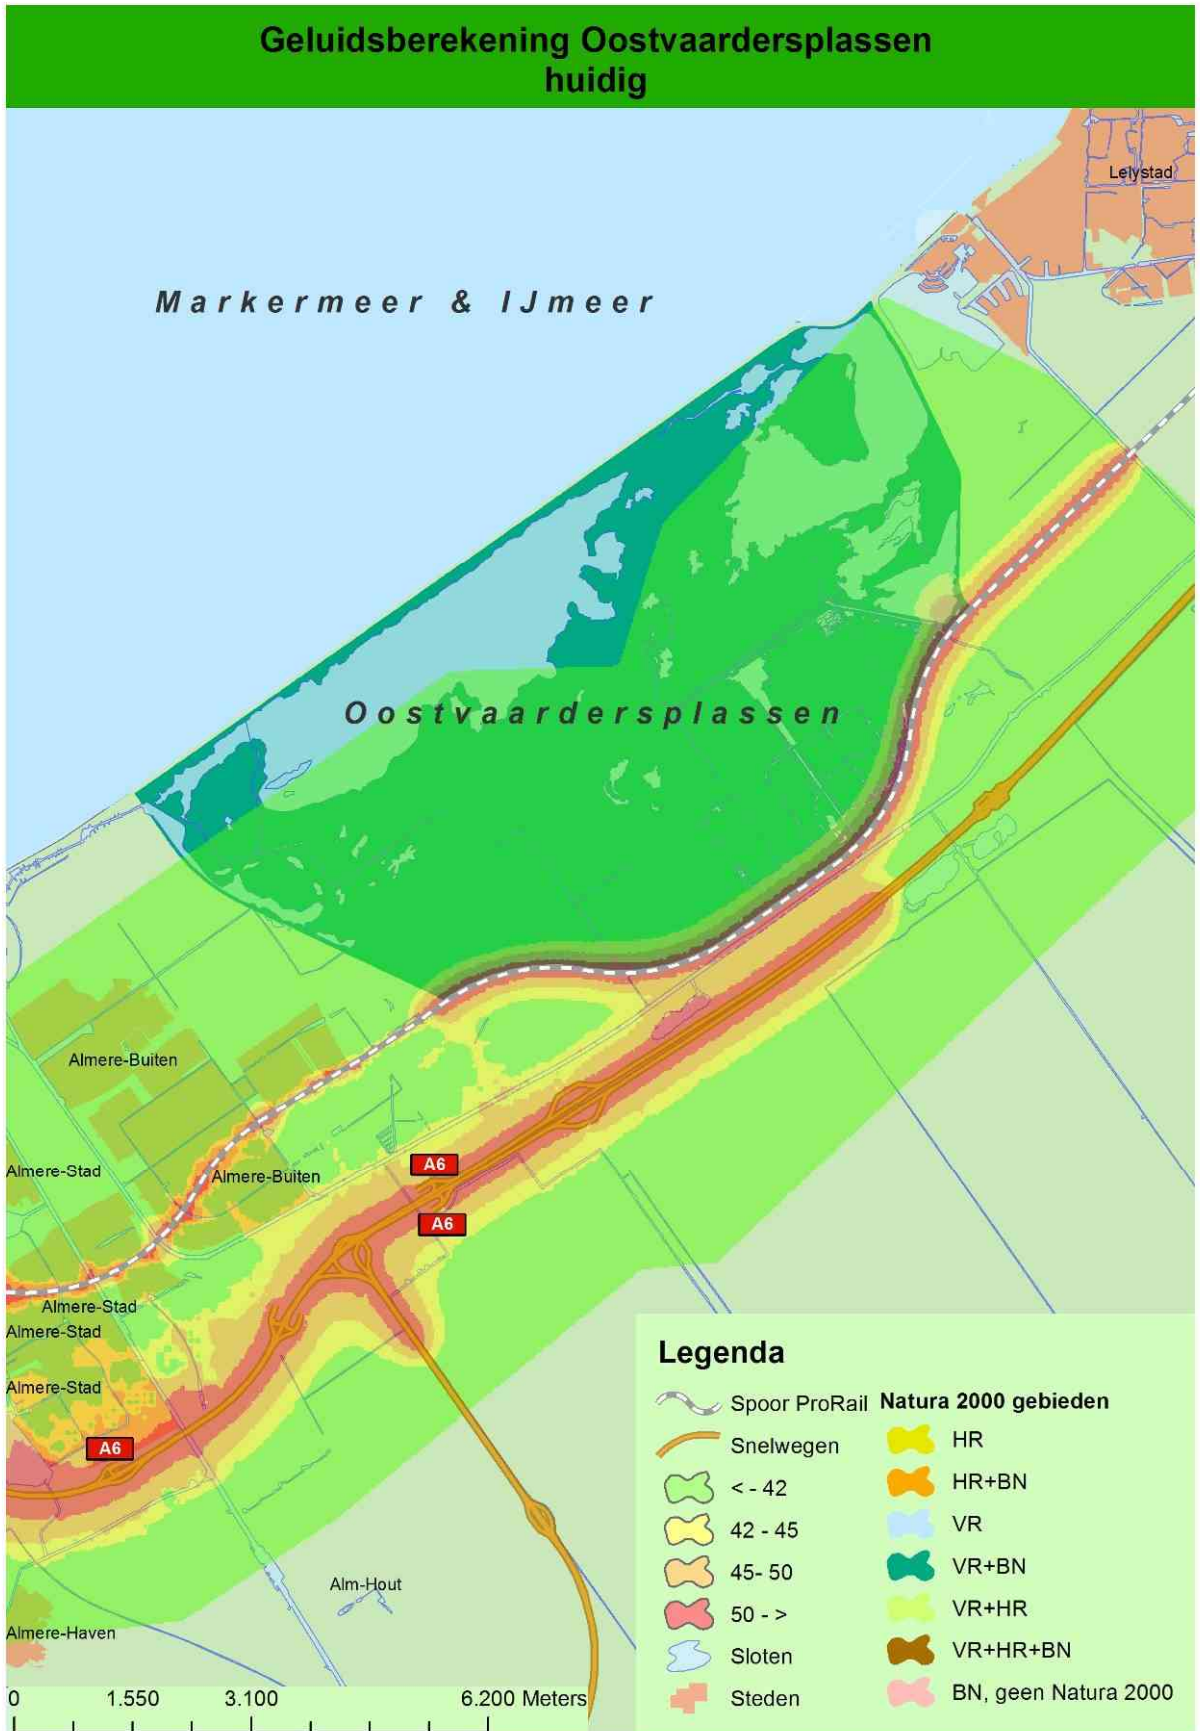 Geluidsberekening Oostvaardersplassen
huidig
Lelystad
Markermeer & IJmeer
Oostvaardersplassen
Almere-Buiten
Almere-Stad
Almere-Buiten
A6
A6
Almere-Stad
Almere-Stad
Almere-Stad
A6
Alm-Hout
Almere-Haven
0 1.550 3.100 6.200 Meters
Legenda
Spoor ProRail
Snelwegen
< - 42
42 - 45
45- 50
50 - >
Sloten
Steden
Natura 2000 gebieden
HR
HR+BN
VR
VR+BN
VR+HR
VR+HR+BN
BN, geen Natura 2000